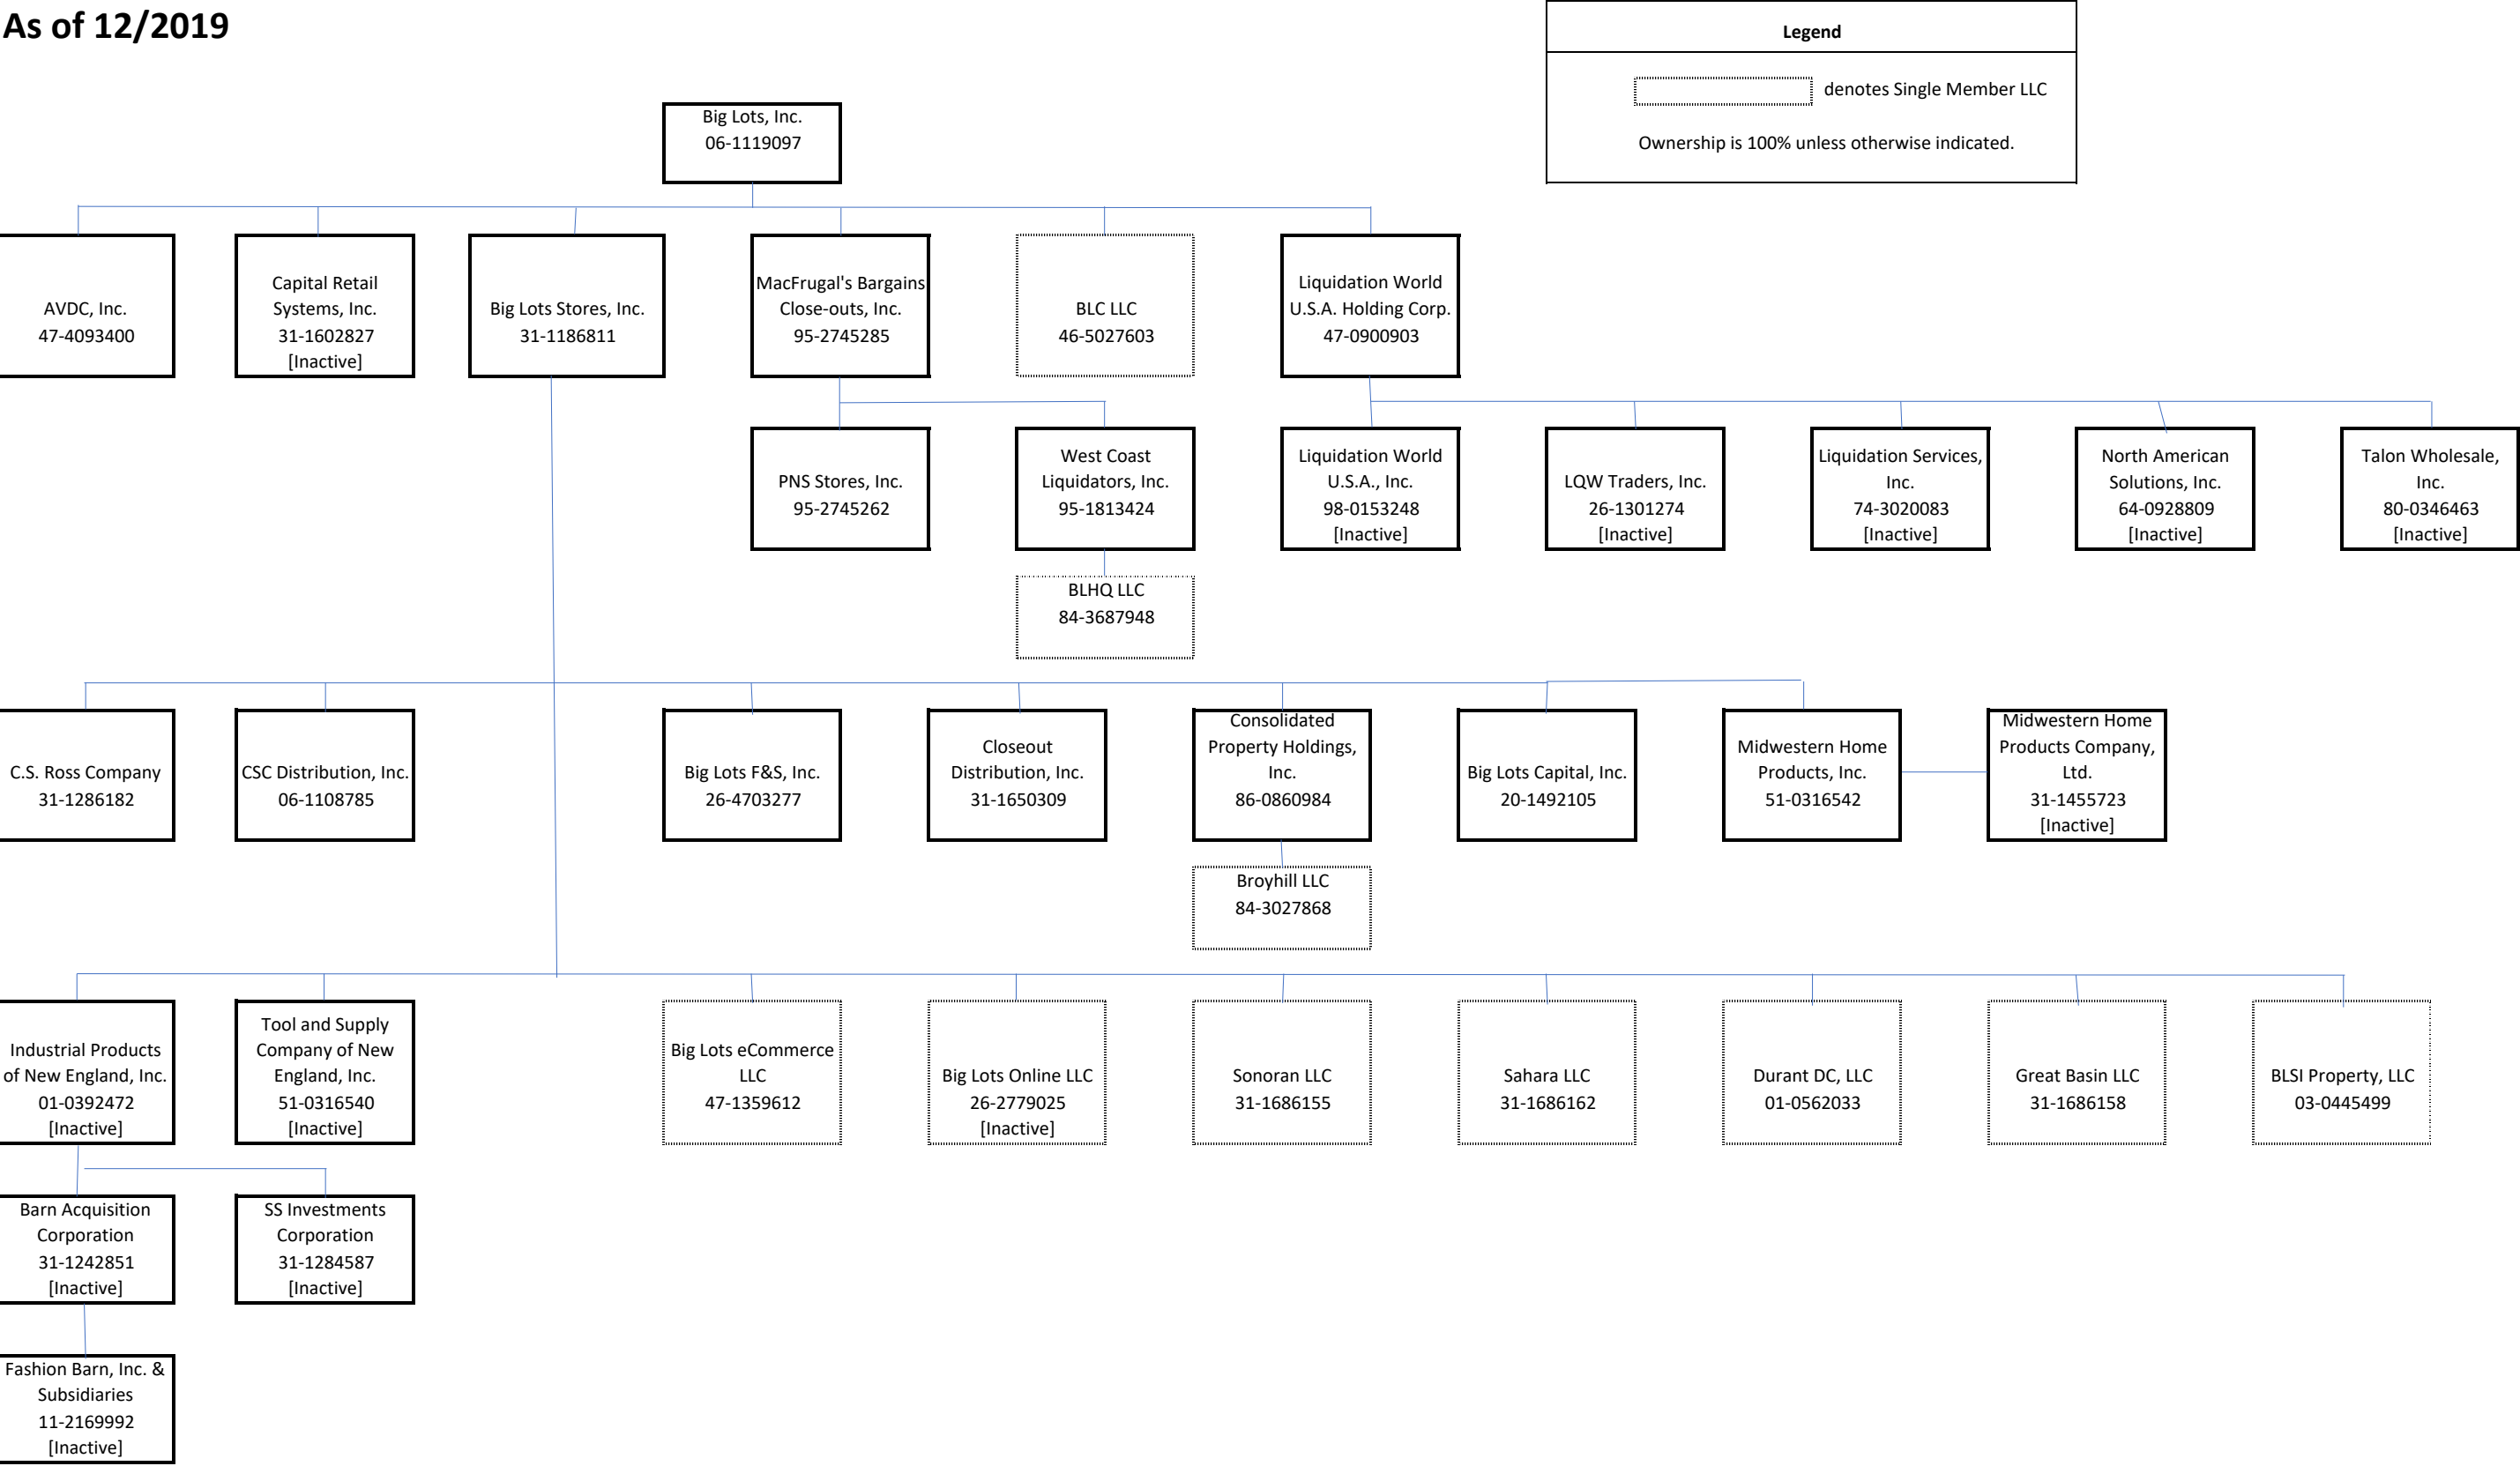 As of 12/2019
Legend
denotes Single Member LLC
Ownership is 100% unless otherwise indicated.
Big Lots, Inc.
06-1119097
AVDC, Inc.
47-4093400
Capital Retail
Systems, Inc.
31-1602827
[Inactive]
Big Lots Stores, Inc.
31-1186811
MacFrugal's Bargains
Close-outs, Inc.
95-2745285
BLC LLC
46-5027603
Liquidation World
U.S.A. Holding Corp.
47-0900903
PNS Stores, Inc.
95-2745262
West Coast
Liquidators, Inc.
95-1813424
Liquidation World
U.S.A., Inc.
98-0153248
[Inactive]
LQW Traders, Inc.
26-1301274
[Inactive]
Liquidation Services,
Inc.
74-3020083
[Inactive]
North American
Solutions, Inc.
64-0928809
[Inactive]
Talon Wholesale,
Inc.
80-0346463
[Inactive]
BLHQ LLC
84-3687948
C.S. Ross Company
31-1286182
CSC Distribution, Inc.
06-1108785
Big Lots F&S, Inc.
26-4703277
Closeout
Distribution, Inc.
31-1650309
Consolidated
Property Holdings,
Inc.
86-0860984
Big Lots Capital, Inc.
20-1492105
Midwestern Home
Products, Inc.
51-0316542
Midwestern Home
Products Company,
Ltd.
31-1455723
[Inactive]
Broyhill LLC
84-3027868
Industrial Products
of New England, Inc.
01-0392472
[Inactive]
Tool and Supply
Company of New
England, Inc.
51-0316540
[Inactive]
Big Lots eCommerce
LLC
47-1359612
Big Lots Online LLC
26-2779025
[Inactive]
Sonoran LLC
31-1686155
Sahara LLC
31-1686162
Durant DC, LLC
01-0562033
Great Basin LLC
31-1686158
BLSI Property, LLC
03-0445499
Barn Acquisition
Corporation
31-1242851
[Inactive]
SS Investments
Corporation
31-1284587
[Inactive]
Fashion Barn, Inc. &
Subsidiaries
11-2169992
[Inactive]